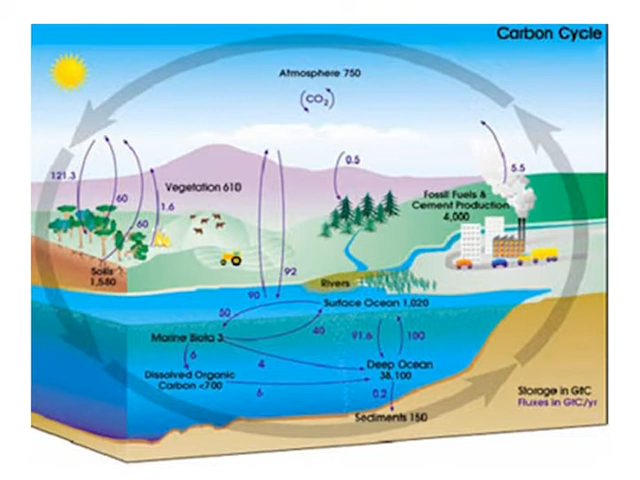 Carbon Cycle
Atmosphere 750
CO2
121.3
60
60
1.6
Vegetation 610
0.5
5.5
Fossil Fuels &
Cement Production
4,000
Soils
1,580
90
92
Rivers
Surface Ocean 1,020
50
40
91.6
100
Marine Biota 3
6
4
Dissolved Organic
Carbon <700
6
Deep Ocean
38,100
0.2
Sediments 150
Storage in GtC
Fluxes in GtC/yr